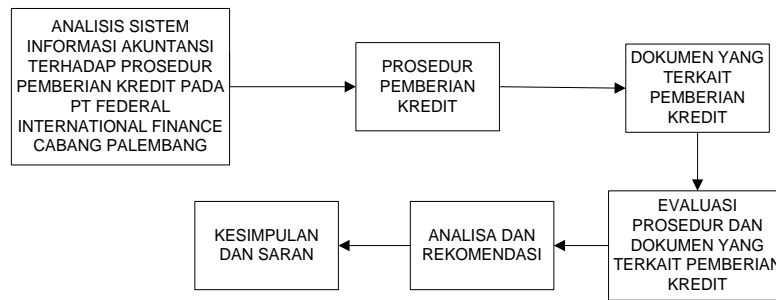 ANALISIS SISTEM
INFORMASI AKUNTANSI
TERHADAP PROSEDUR
PEMBERIAN KREDIT PADA
PT FEDERAL
INTERNATIONAL FINANCE
CABANG PALEMBANG
PROSEDUR
PEMBERIAN
KREDIT
DOKUMEN YANG
TERKAIT
PEMBERIAN
KREDIT
EVALUASI
PROSEDUR DAN
DOKUMEN YANG
TERKAIT PEMBERIAN
KREDIT
ANALISA DAN
REKOMENDASI
KESIMPULAN
DAN SARAN